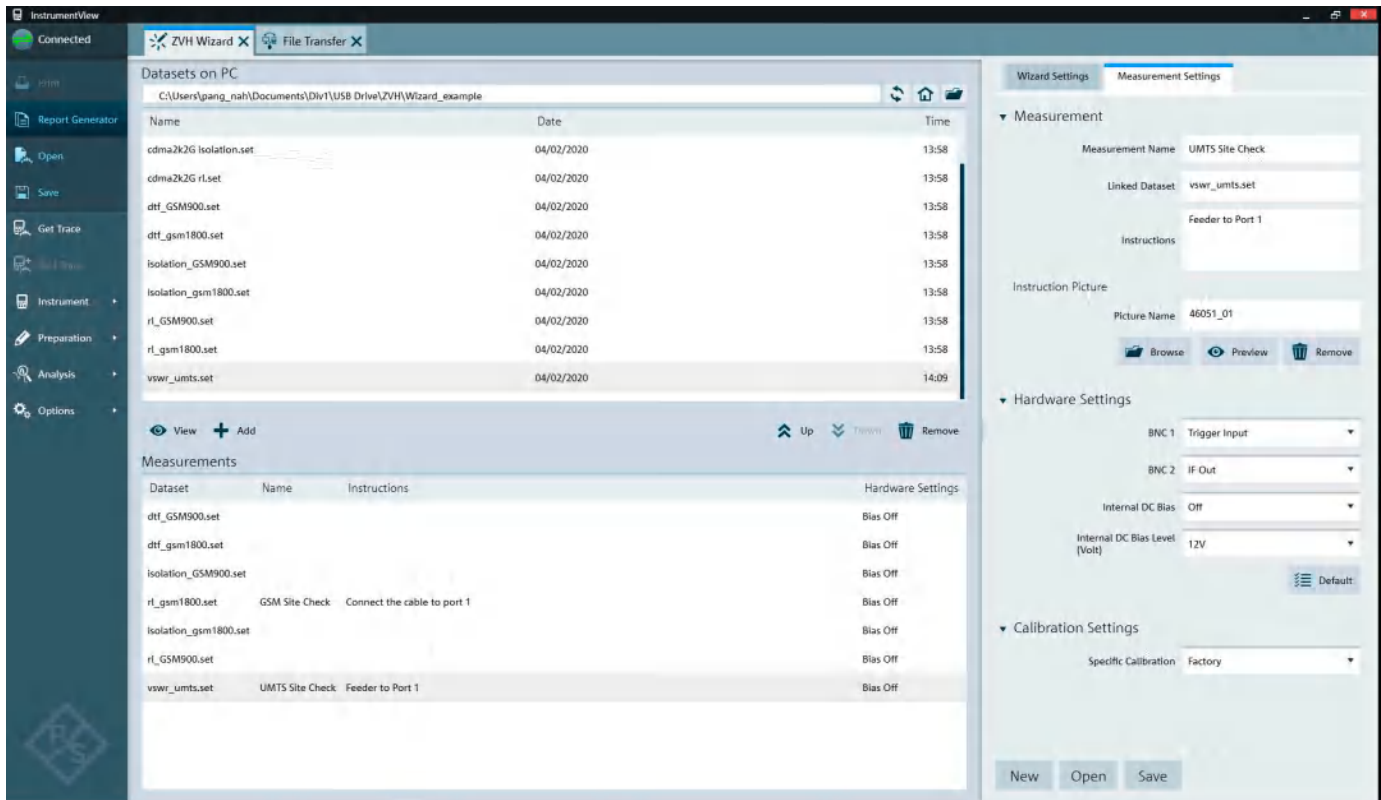 InstrumentView
Connected
ZVH Wizard
File Transfer
Print
Report Generator
Open
Save
Get Trace
Instrument
Preparation
Analysis
Options
Datasets on PC
C:\Users\pang_nah\Documents\Div1\USB Drive\ZVH\Wizard_example
Name Date Time
cdma2k2G isolation.set 04/02/2020 13:58
cdma2k2G rl.set 04/02/2020 13:58
dtf_GSM900.set 04/02/2020 13:58
dtf_gsm1800.set 04/02/2020 13:58
isolation_GSM900.set 04/02/2020 13:58
isolation_gsm1800.set 04/02/2020 13:58
rl_GSM900.set 04/02/2020 13:58
rl_gsm1800.set 04/02/2020 13:58
vswr_umts.set 04/02/2020 14:09
View Add Up Down Remove
Measurements
Dataset Name Instructions Hardware Settings
dtf_GSM900.set Bias Off
dtf_gsm1800.set Bias Off
isolation_GSM900.set Bias Off
rl_gsm1800.set GSM Site Check Connect the cable to port 1 Bias Off
isolation_gsm1800.set Bias Off
rl_GSM900.set Bias Off
vswr_umts.set UMTS Site Check Feeder to Port 1 Bias Off
Wizard Settings Measurement Settings
Measurement
Measurement Name UMTS Site Check
Linked Dataset vswr_umts.set
Instructions Feeder to Port 1
Instruction Picture
Picture Name 46051_01
Browse Preview Remove
Hardware Settings
BNC 1 Trigger Input
BNC 2 IF Out
Internal DC Bias Off
Internal DC Bias Level
(Volt) 12V
Default
Calibration Settings
Specific Calibration Factory
New Open Save
R&S